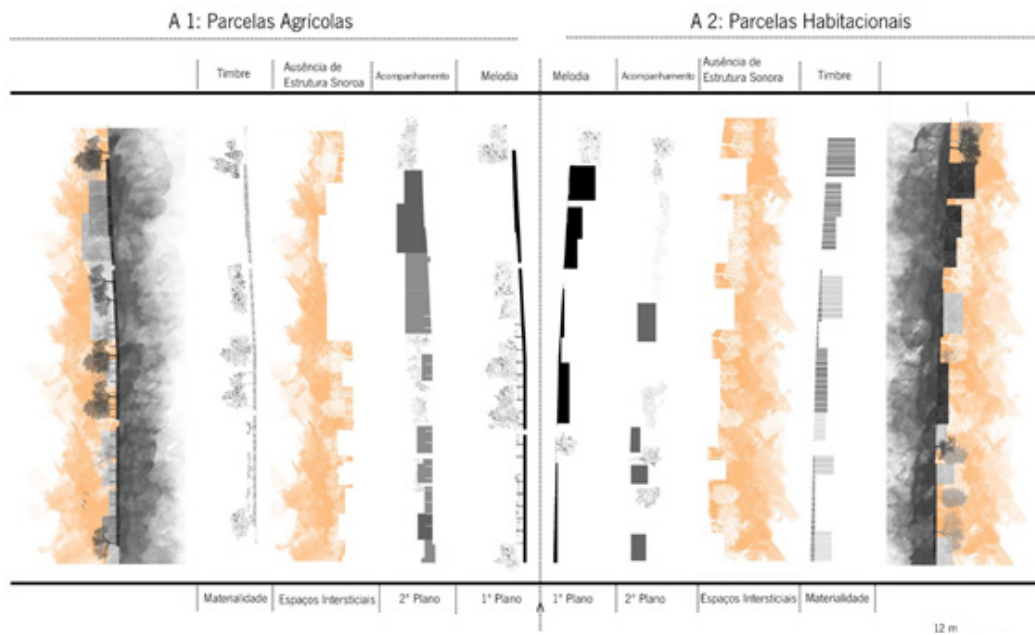 A 1: Parcelas Agrícolas
A 2: Parcelas Habitacionais
Timbre
Ausência de
Estrutura Snoroa
Acompanhamento
Melodia
Melodia
Acompanhamento
Ausência de
Estrutura Sonora
Timbre
Materialidade
Espaços Intersticiais
2° Plano
1° Plano
1° Plano
2° Plano
Espaços Intersticiais
Materialidade
12 m